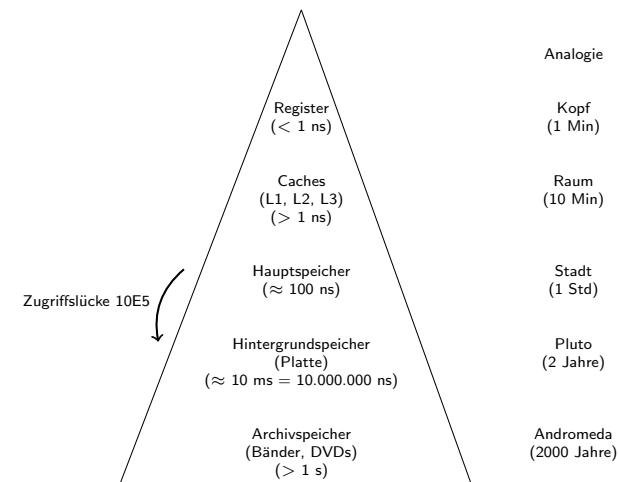 Analogie
Register
(< 1 ns)
Kopf
(1 Min)
Caches
(L1, L2, L3)
(> 1 ns)
Raum
(10 Min)
Hauptspeicher
(≈ 100 ns)
Stadt
(1 Std)
Zugriffslücke 10E5
Hintergrundspeicher
(Platte)
(≈ 10 ms = 10.000.000 ns)
Pluto
(2 Jahre)
Archivspeicher
(Bänder, DVDs)
(> 1 s)
Andromeda
(2000 Jahre)